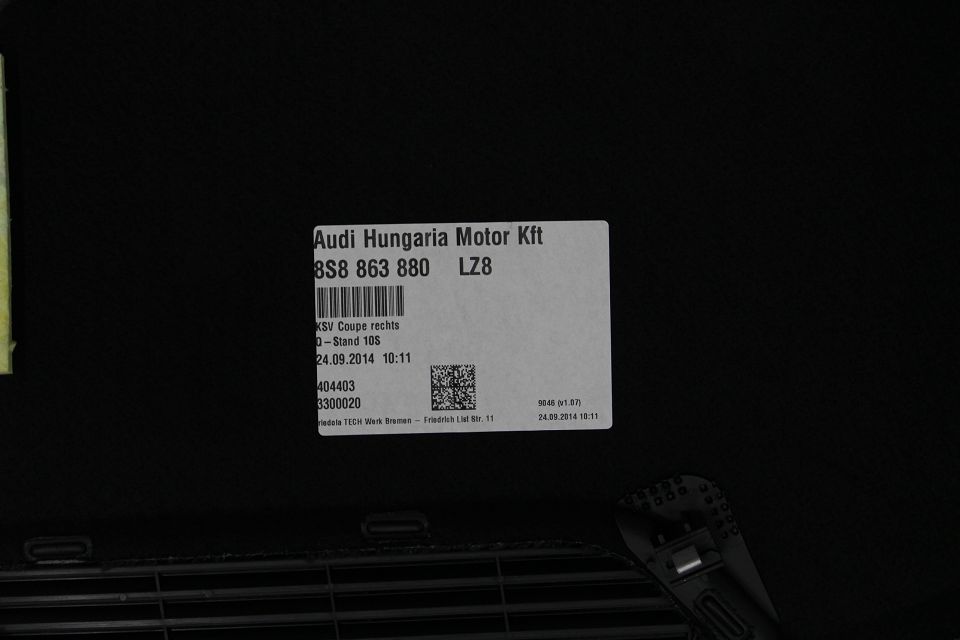 Audi Hungaria Motor Kft
8S8 863 880 LZ8
KSV Coupe rechts
Q-Stand 10S
24.09.2014 10:11
404403
3300020
9046 (v1.07)
riedola TECH Werk Bremen - Friedrich List Str. 11
24.09.2014 10:11